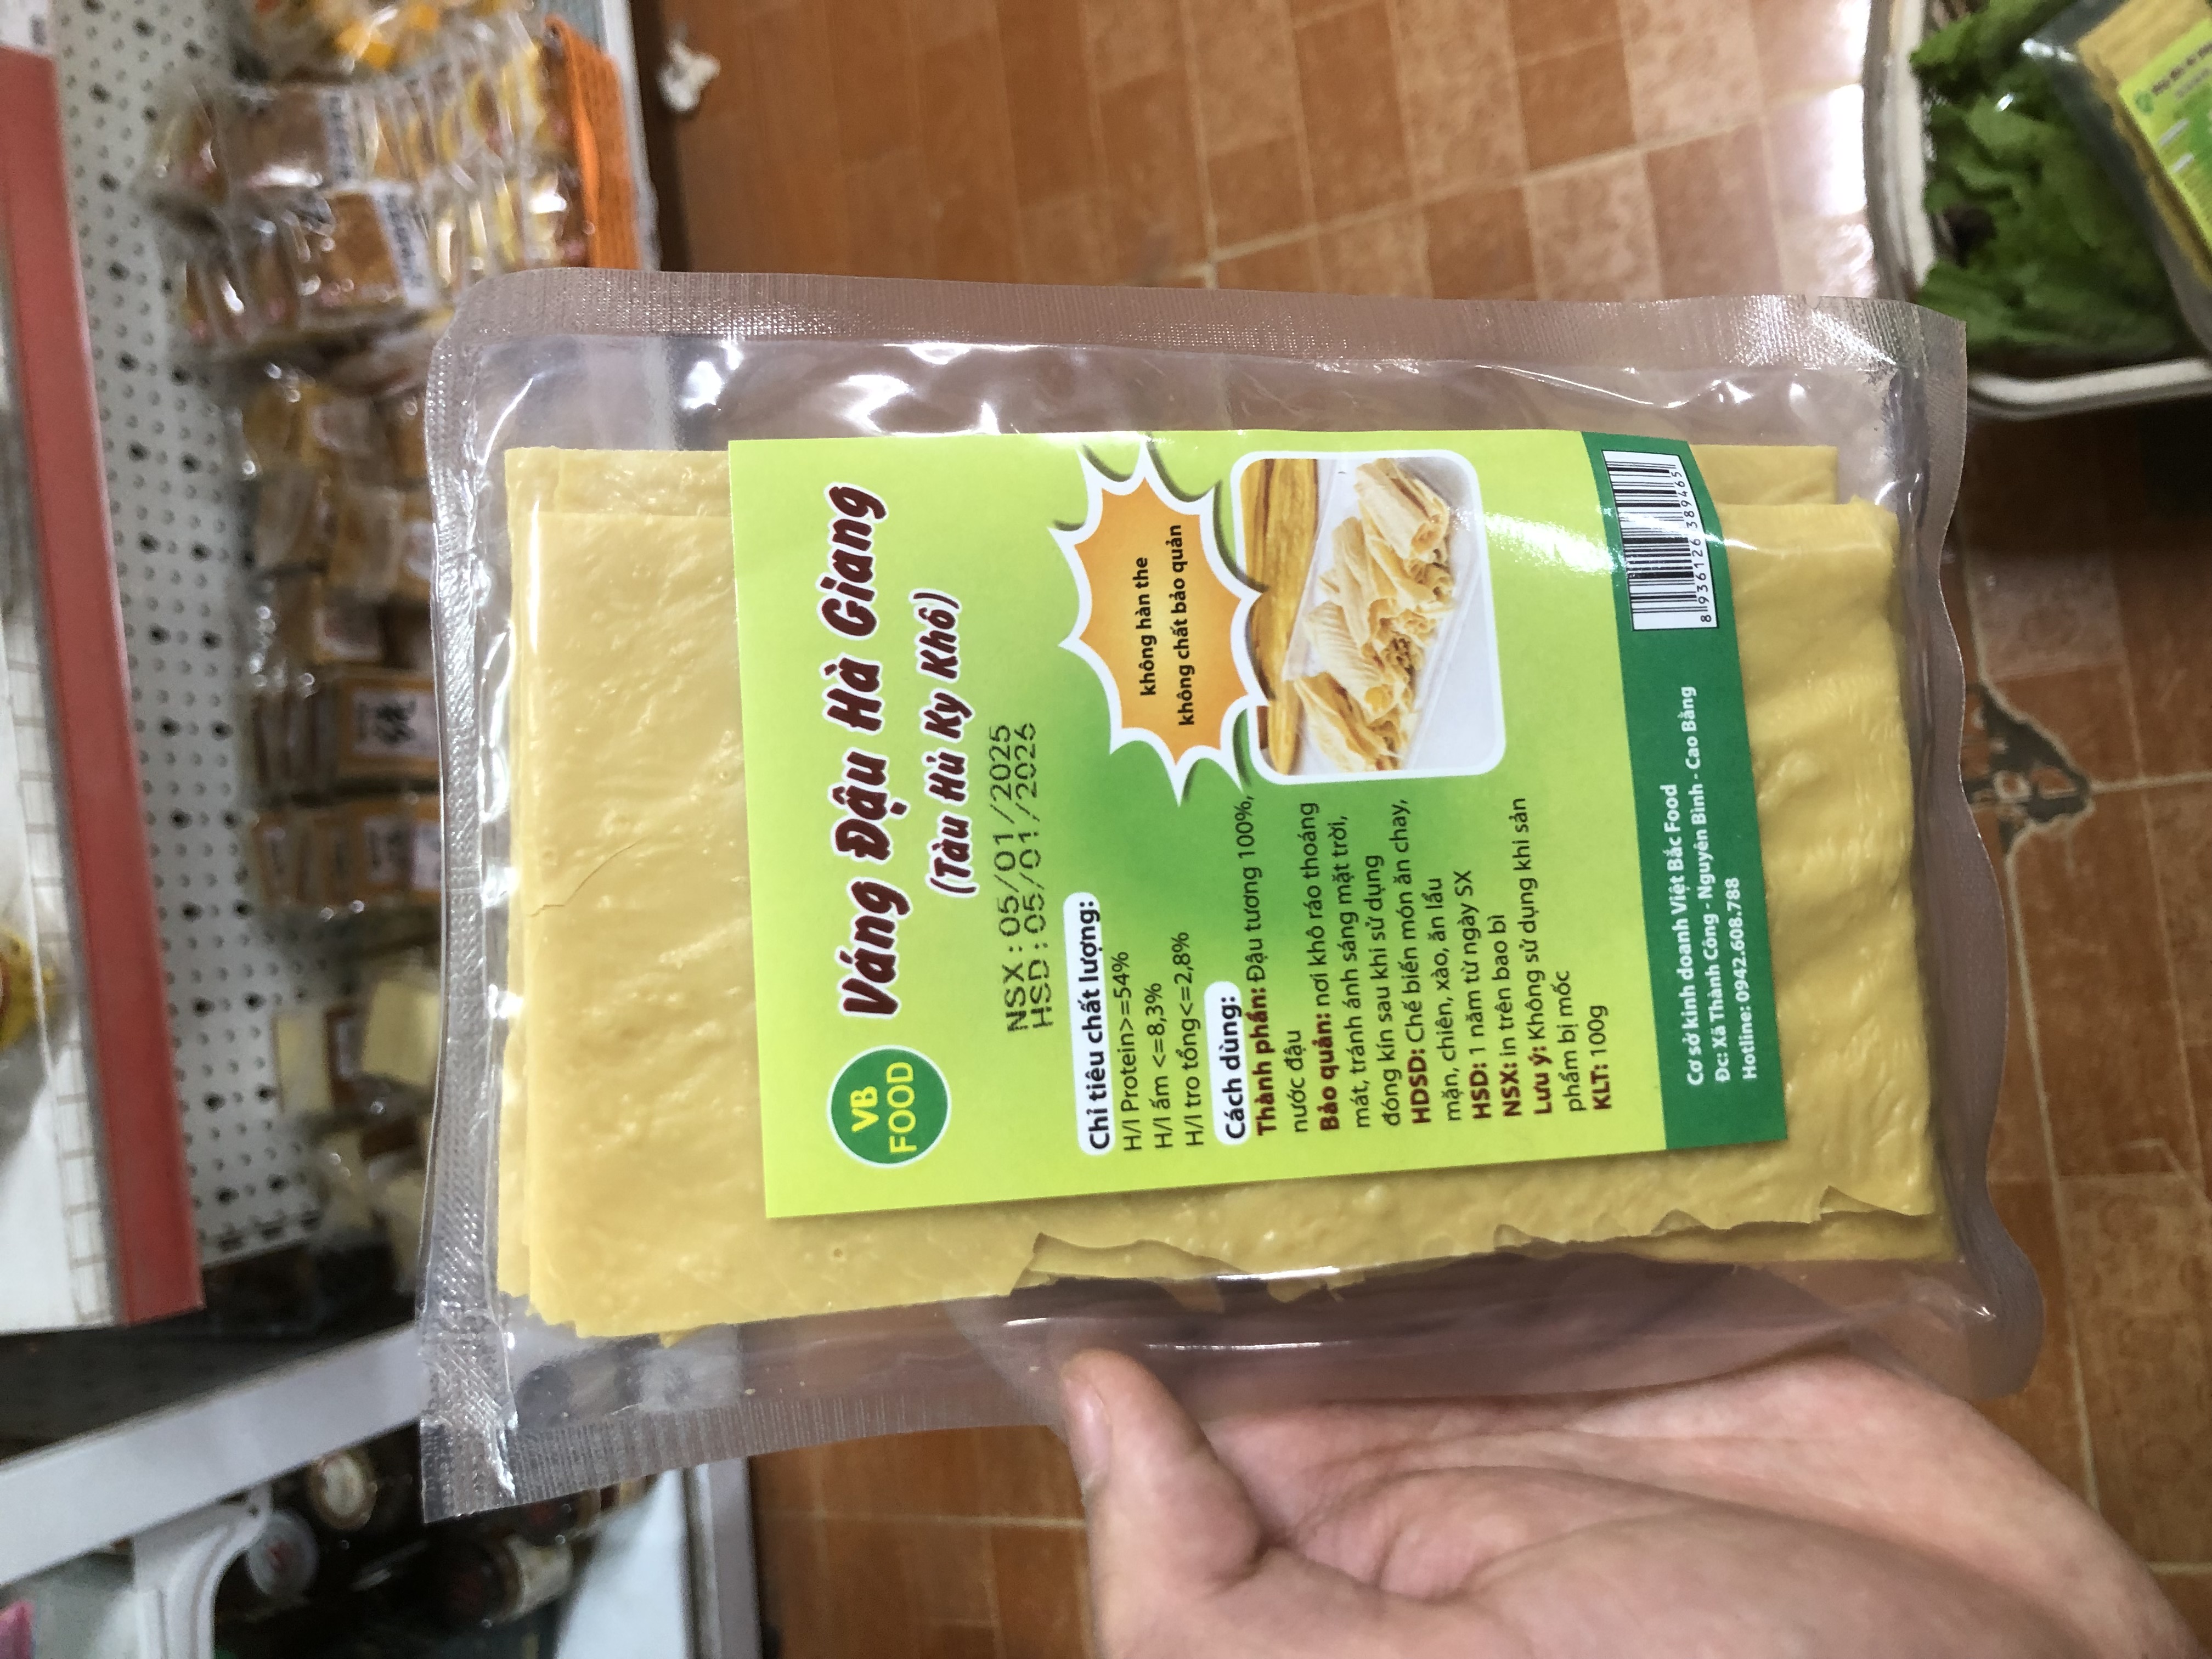 VB
FOOD
Váng Đậu Hà Giang
(Tàu Hủ Ky Khô)
NSX : 05/01/2025
HSD : 05/01/2026
Chỉ tiêu chất lượng:
H/l Protein>=54%
H/l ấm <=8,3%
H/l tro tổng<=2,8%
không hàn the
không chất bảo quản
Cách dùng:
Thành phần: Đậu tương 100%,
nước đậu
Bảo quản: nơi khô ráo thoáng
mát, tránh ánh sáng mặt trời,
đóng kín sau khi sử dụng
HDSD: Chế biến món ăn chay,
mặn, chiên, xào, ăn lẩu
HSD: 1 năm từ ngày SX
NSX: in trên bao bì
Lưu ý: Không sử dụng khi sản
phẩm bị mốc
KLT: 100g
Cơ sở kinh doanh Việt Bắc Food
Đc: Xã Thành Công - Nguyên Bình - Cao Bằng
Hotline: 0942.608.788
8 936126 389465